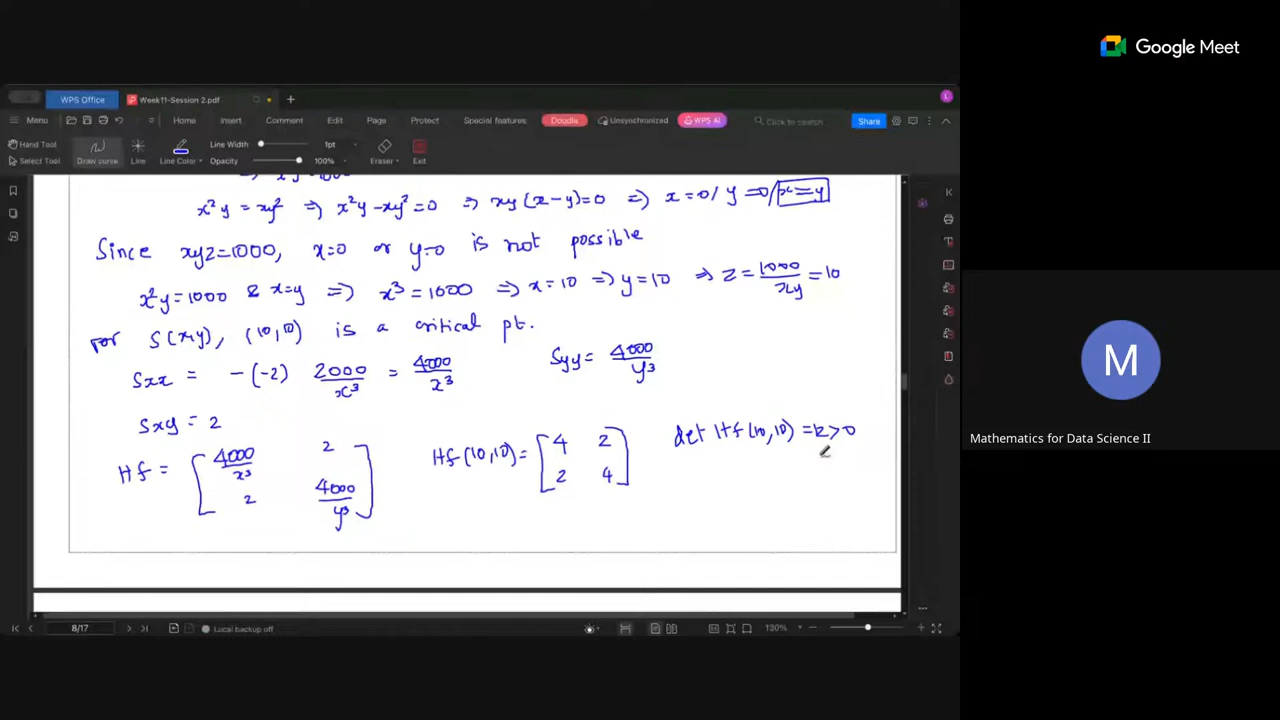 Google Meet
WPS Office
Week11-Session 2.pdf
Menu
Home
Insert
Comment
Edit
Page
Protect
Special features
Doodle
Unsynchronized
WPS AI
Click to search
Share
Hand Tool
Select Tool
Draw curve
Line
Line Color
Line Width
1pt
Opacity
100%
Eraser
Exit
x²y = xy² ⇒ x²y - xy² = 0 ⇒ xy(x-y)=0 ⇒ x=0/ y=0/ x=y
Since xyz=1000, x=0 or y=0 is not possible
x²y=1000 & x=y ⇒ x³=1000 ⇒ x=10 ⇒ y=10 ⇒ z = 1000/xy = 10
For S(x,y), (10,10) is a critical pt.
Sxx = -(-2) 2000/x³ = 4000/x³ Syy = 4000/y³
Sxy = 2
Hf = [ 4000/x³ 2
2 4000/y³ ]
Hf(10,10) = [ 4 2
2 4 ]
det Hf(10,10) = 12 > 0
M
Mathematics for Data Science II
8/17
Local backup off
130%